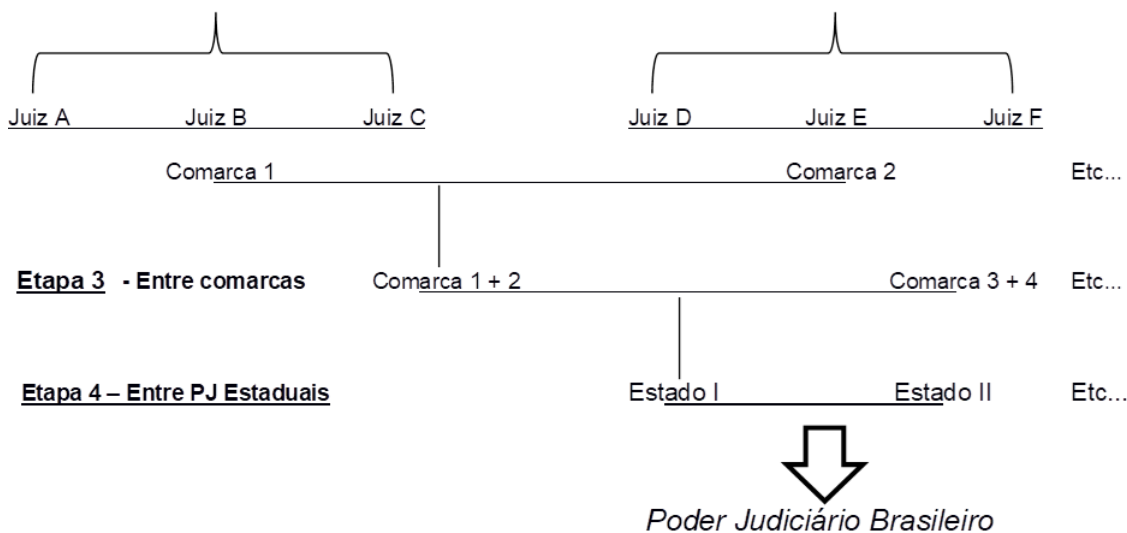 Juiz A Juiz B Juiz C Juiz D Juiz E Juiz F
Comarca 1 Comarca 2 Etc...
Etapa 3 - Entre comarcas Comarca 1 + 2 Comarca 3 + 4 Etc...
Etapa 4 – Entre PJ Estaduais Estado I Estado II Etc...
Poder Judiciário Brasileiro